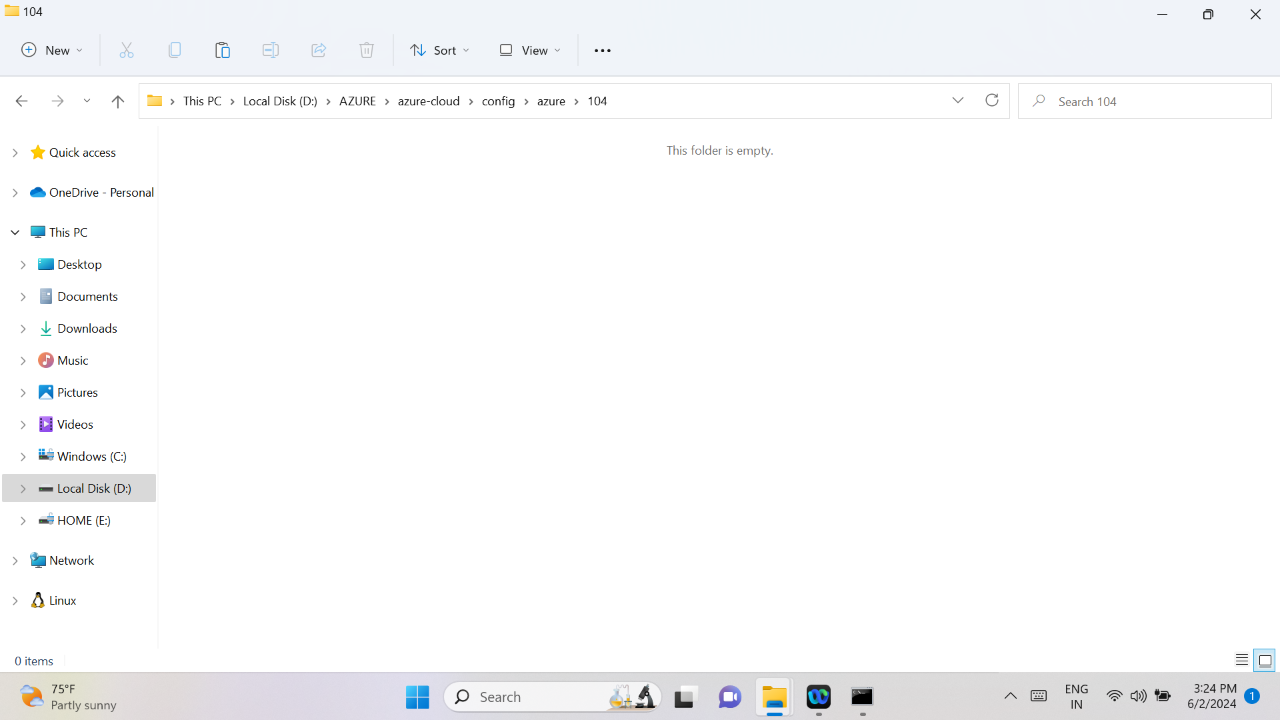 104
New
Sort
View
This PC
Local Disk (D:)
AZURE
azure-cloud
config
azure
104
Search 104
This folder is empty.
Quick access
OneDrive - Personal
This PC
Desktop
Documents
Downloads
Music
Pictures
Videos
Windows (C:)
Local Disk (D:)
HOME (E:)
Network
Linux
0 items
75°F
Partly sunny
Search
ENG
IN
3:24 PM
6/2/2024
1